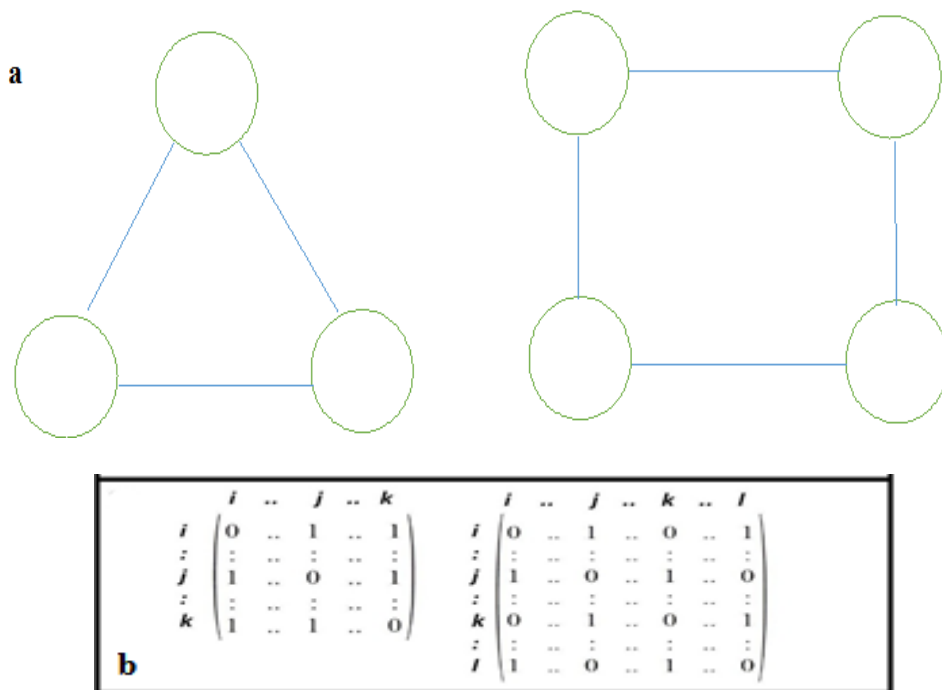 a
i .. j .. k i .. j .. k .. l
i 0 .. 1 .. 1 i 0 .. 1 .. 0 .. 1
: : .. : .. : : : .. : .. : .. :
j 1 .. 0 .. 1 j 1 .. 0 .. 1 .. 0
: : .. : .. : : : .. : .. : .. :
k 1 .. 1 .. 0 k 0 .. 1 .. 0 .. 1
: : .. : .. : .. :
b l 1 .. 0 .. 1 .. 0